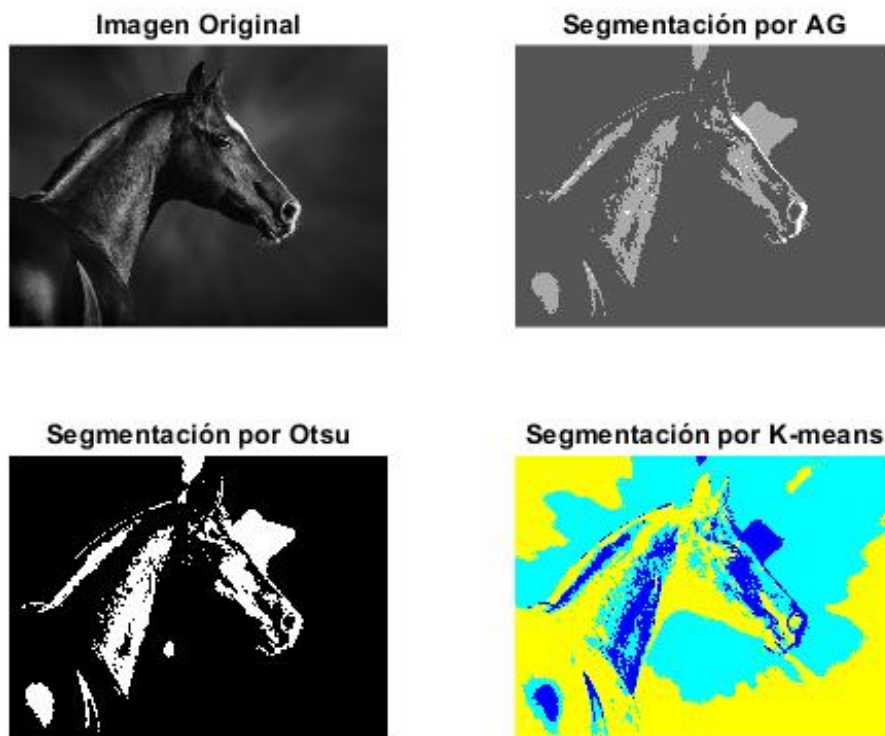 Imagen Original
Segmentación por AG
Segmentación por Otsu
Segmentación por K-means